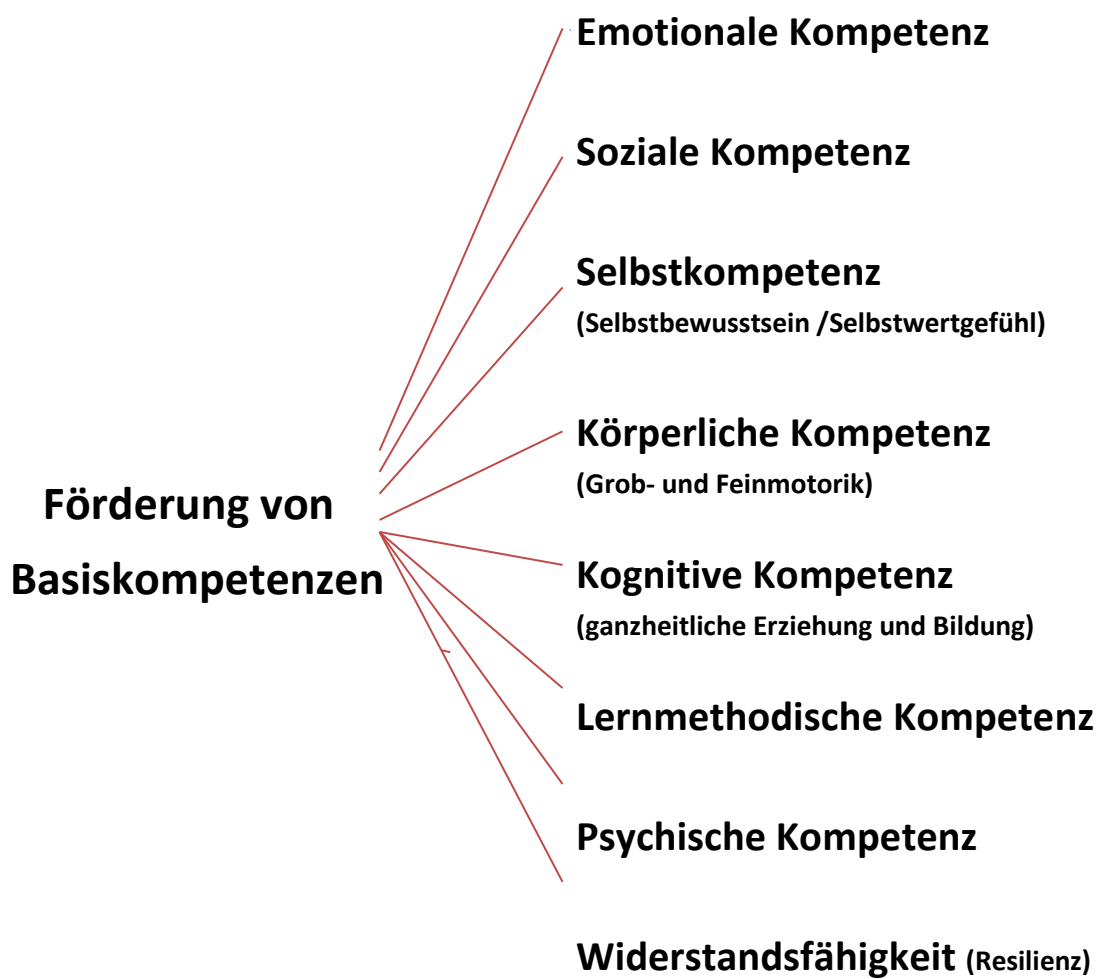 Emotionale Kompetenz
Soziale Kompetenz
Selbstkompetenz
(Selbstbewusstsein /Selbstwertgefühl)
Körperliche Kompetenz
(Grob- und Feinmotorik)
Förderung von
Basiskompetenzen
Kognitive Kompetenz
(ganzheitliche Erziehung und Bildung)
Lernmethodische Kompetenz
Psychische Kompetenz
Widerstandsfähigkeit (Resilienz)